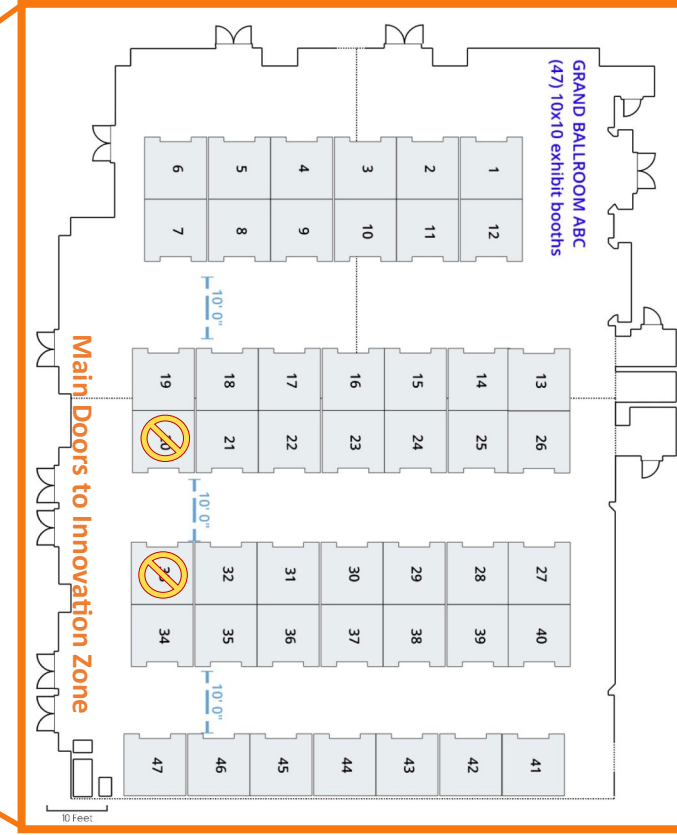 GRAND BALLROOM ABC
(47) 10x10 exhibit booths
6 5 4 3 2 1
7 8 9 10 11 12
10' 0"
19 18 17 16 15 14 13
21 22 23 24 25 26
10' 0"
32 31 30 29 28 27
34 35 36 37 38 39 40
10' 0"
47 46 45 44 43 42 41
Main Doors to Innovation Zone
10 Feet